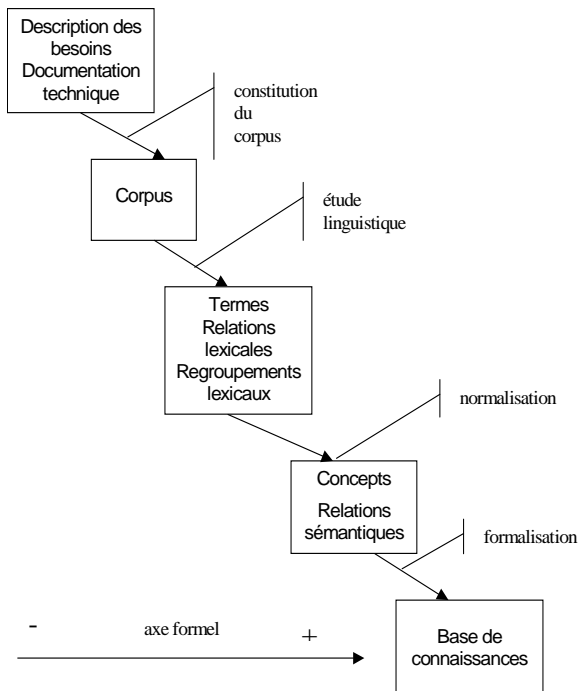 Description des
besoins
Documentation
technique
constitution
du
corpus
Corpus
étude
linguistique
Termes
Relations
lexicales
Regroupements
lexicaux
normalisation
Concepts
Relations
sémantiques
formalisation
- axe formel +
Base de
connaissances